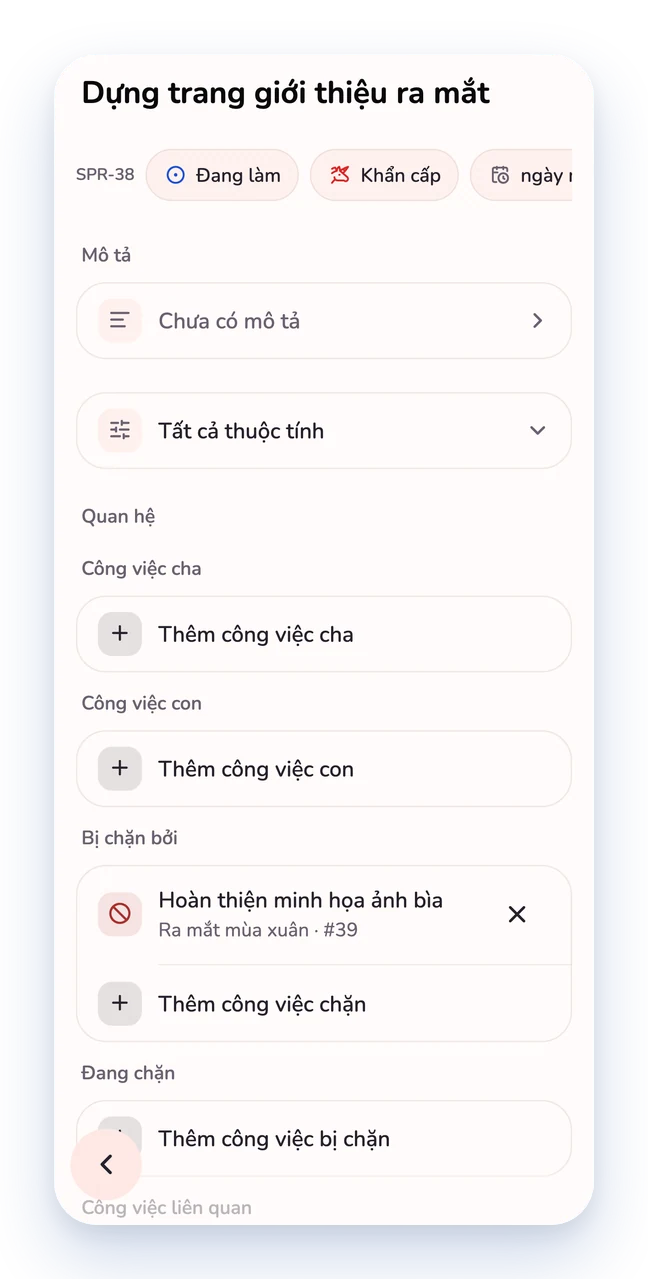 Dựng trang giới thiệu ra mắt
SPR-38
Đang làm
Khẩn cấp
ngày
Mô tả
Chưa có mô tả
Tất cả thuộc tính
Quan hệ
Công việc cha
Thêm công việc cha
Công việc con
Thêm công việc con
Bị chặn bởi
Hoàn thiện minh họa ảnh bìa
Ra mắt mùa xuân · #39
Thêm công việc chặn
Đang chặn
Thêm công việc bị chặn
Công việc liên quan